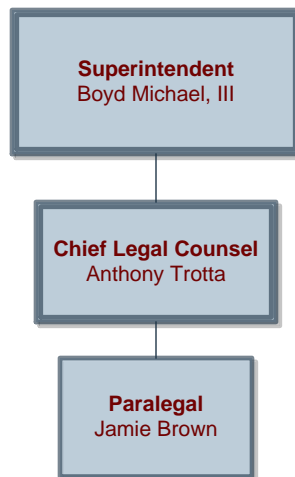 Superintendent
Boyd Michael, III
Chief Legal Counsel
Anthony Trotta
Paralegal
Jamie Brown